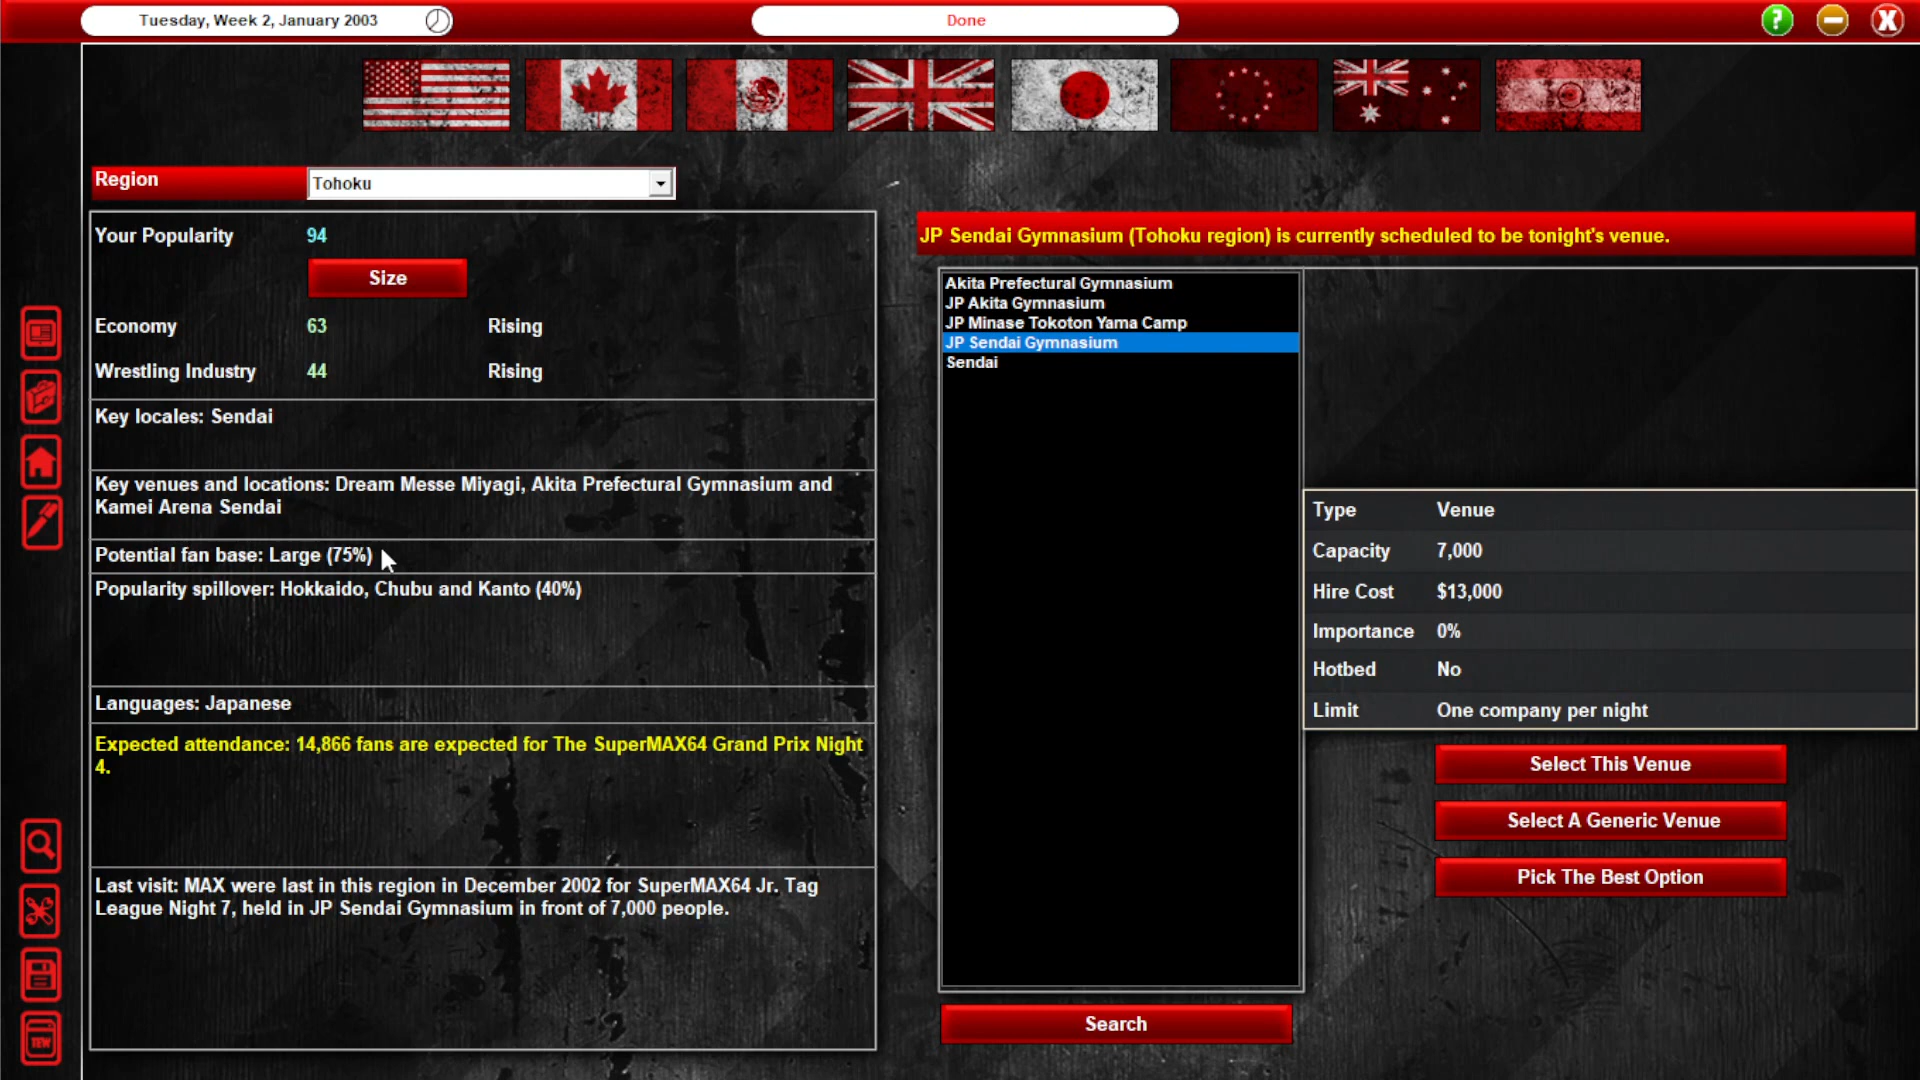 Tuesday, Week 2, January 2003
Done
?
X
Region
Tohoku
Your Popularity 94
Size
Economy 63 Rising
Wrestling Industry 44 Rising
Key locales: Sendai
Key venues and locations: Dream Messe Miyagi, Akita Prefectural Gymnasium and
Kamei Arena Sendai
Potential fan base: Large (75%)
Popularity spillover: Hokkaido, Chubu and Kanto (40%)
Languages: Japanese
Expected attendance: 14,866 fans are expected for The SuperMAX64 Grand Prix Night
4.
Last visit: MAX were last in this region in December 2002 for SuperMAX64 Jr. Tag
League Night 7, held in JP Sendai Gymnasium in front of 7,000 people.
JP Sendai Gymnasium (Tohoku region) is currently scheduled to be tonight's venue.
Akita Prefectural Gymnasium
JP Akita Gymnasium
JP Minase Tokoton Yama Camp
JP Sendai Gymnasium
Sendai
Search
Type Venue
Capacity 7,000
Hire Cost $13,000
Importance 0%
Hotbed No
Limit One company per night
Select This Venue
Select A Generic Venue
Pick The Best Option
TEW